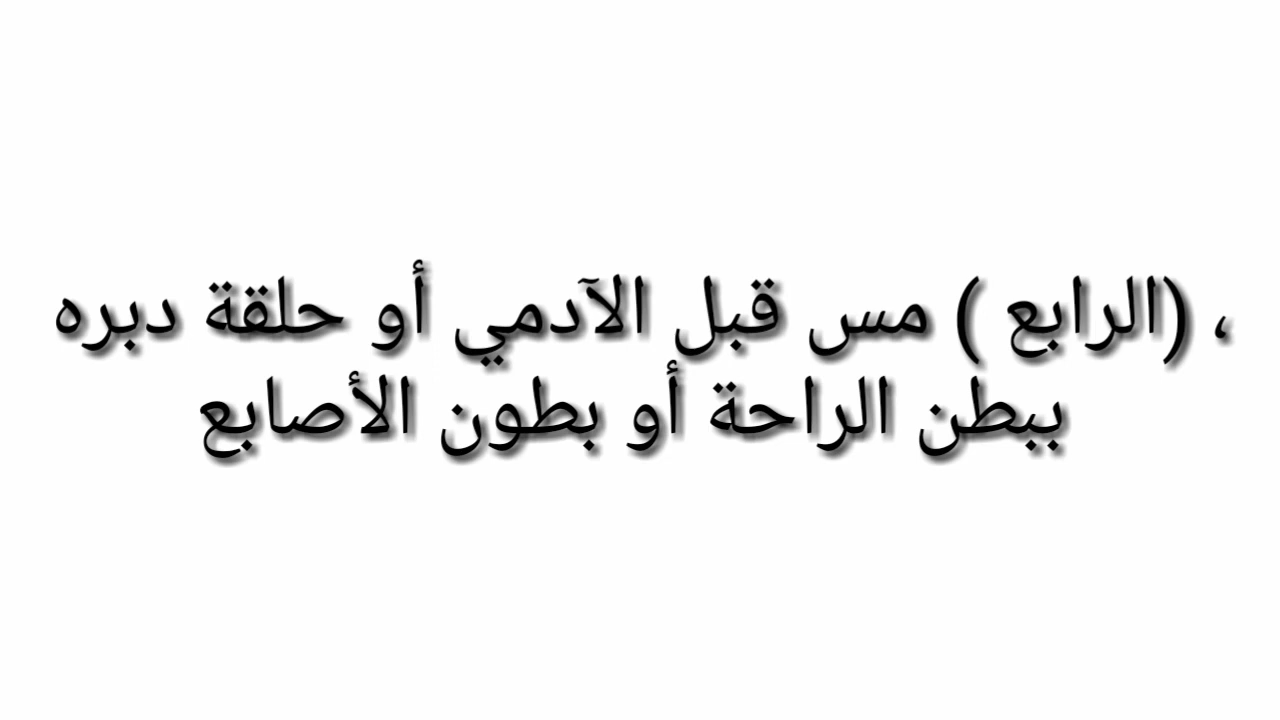 ، (الرابع ) مس قبل الآدمي أو حلقة دبره
ببطن الراحة أو بطون الأصابع